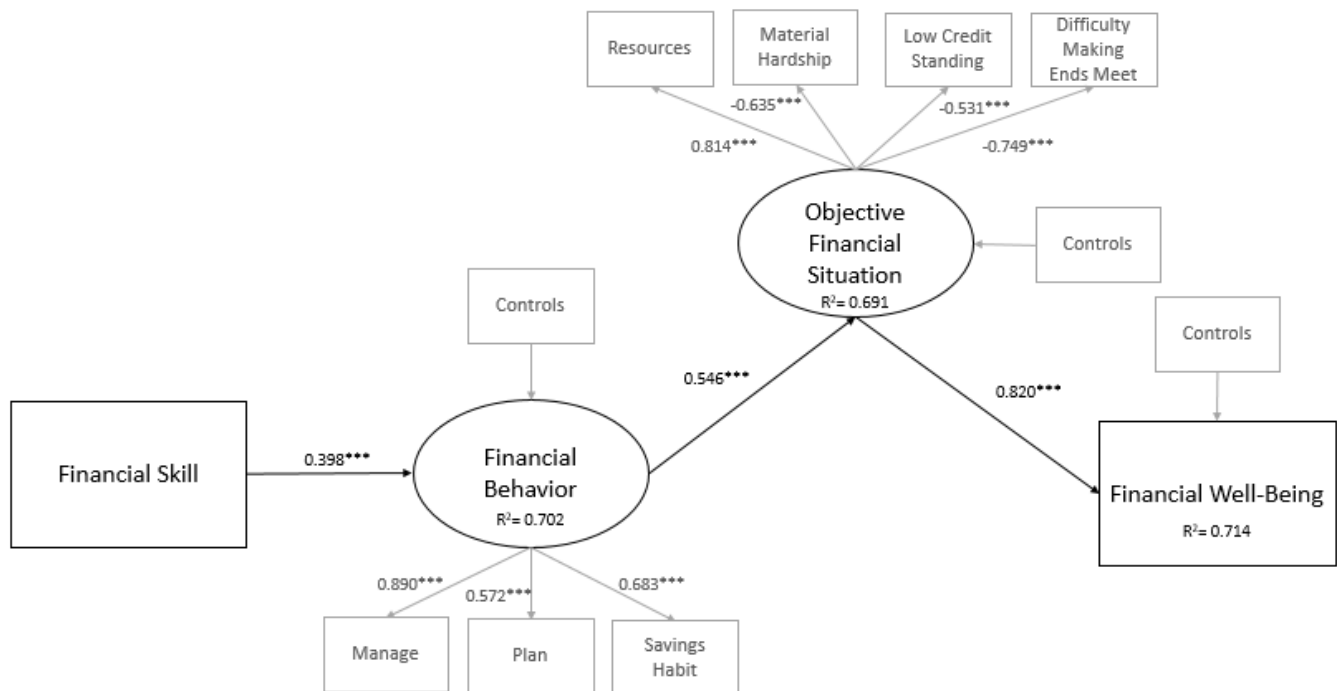 Resources
Material
Hardship
Low Credit
Standing
Difficulty
Making
Ends Meet
-0.635***
-0.531***
0.814***
-0.749***
Objective
Financial
Situation
R²= 0.691
Controls
Controls
Controls
0.546***
0.820***
Financial Skill
0.398***
Financial
Behavior
R²= 0.702
Financial Well-Being
R²= 0.714
0.890***
0.572***
0.683***
Manage
Plan
Savings
Habit